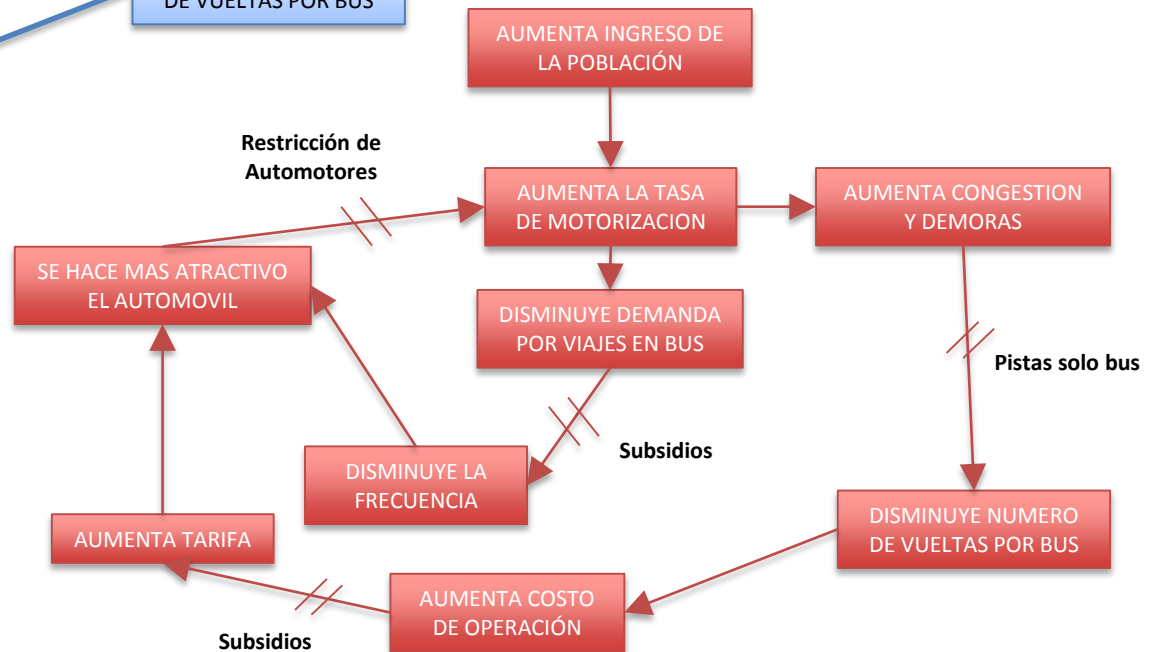 DE VUELTAS POR BUS
AUMENTA INGRESO DE
LA POBLACIÓN
Restricción de
Automotores
AUMENTA LA TASA
DE MOTORIZACION
AUMENTA CONGESTION
Y DEMORAS
SE HACE MAS ATRACTIVO
EL AUTOMOVIL
DISMINUYE DEMANDA
POR VIAJES EN BUS
Pistas solo bus
Subsidios
DISMINUYE LA
FRECUENCIA
DISMINUYE NUMERO
DE VUELTAS POR BUS
AUMENTA TARIFA
AUMENTA COSTO
DE OPERACIÓN
Subsidios